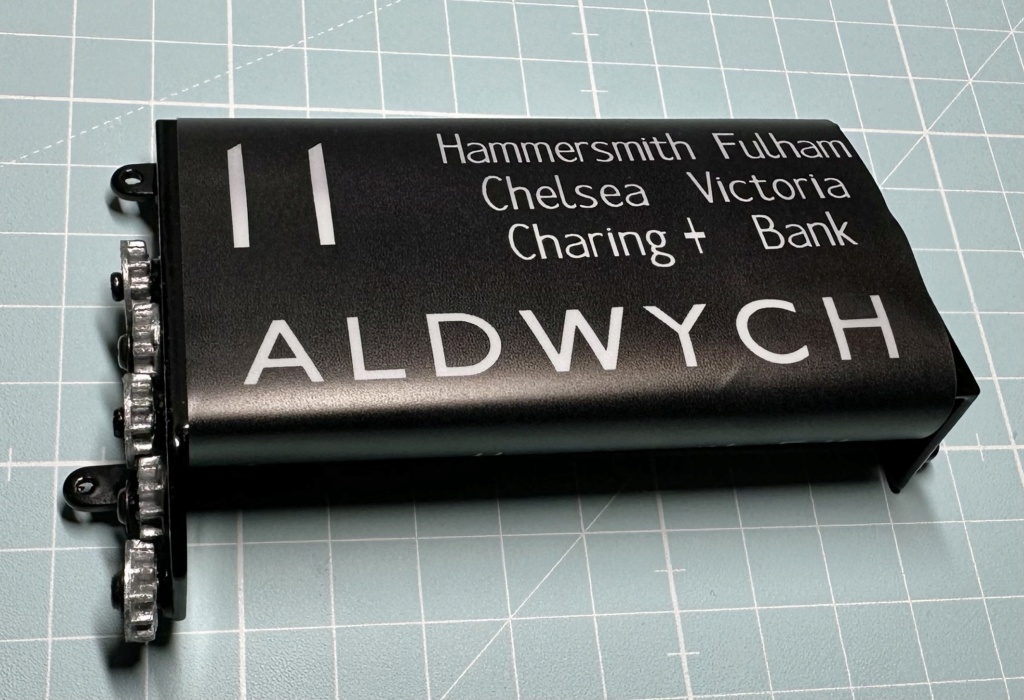 11
Hammersmith Fulham
Chelsea Victoria
Charing + Bank
ALDWYCH